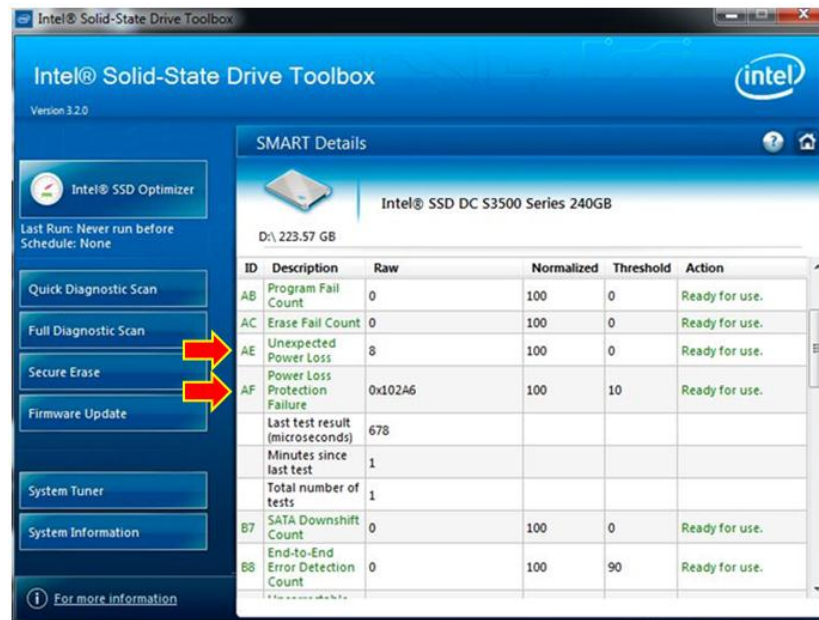 Intel® Solid-State Drive Toolbox
Intel® Solid-State Drive Toolbox
Version 3.2.0
intel
SMART Details
?
Intel® SSD Optimizer
Last Run: Never run before
Schedule: None
Intel® SSD DC S3500 Series 240GB
D:\ 223.57 GB
Quick Diagnostic Scan
Full Diagnostic Scan
Secure Erase
Firmware Update
System Tuner
System Information
For more information
ID Description Raw Normalized Threshold Action
AB Program Fail Count 0 100 0 Ready for use.
AC Erase Fail Count 0 100 0 Ready for use.
AE Unexpected Power Loss 8 100 0 Ready for use.
AF Power Loss Protection Failure 0x102A6 100 10 Ready for use.
Last test result (microseconds) 678
Minutes since last test 1
Total number of tests 1
B7 SATA Downshift Count 0 100 0 Ready for use.
B8 End-to-End Error Detection Count 0 100 90 Ready for use.